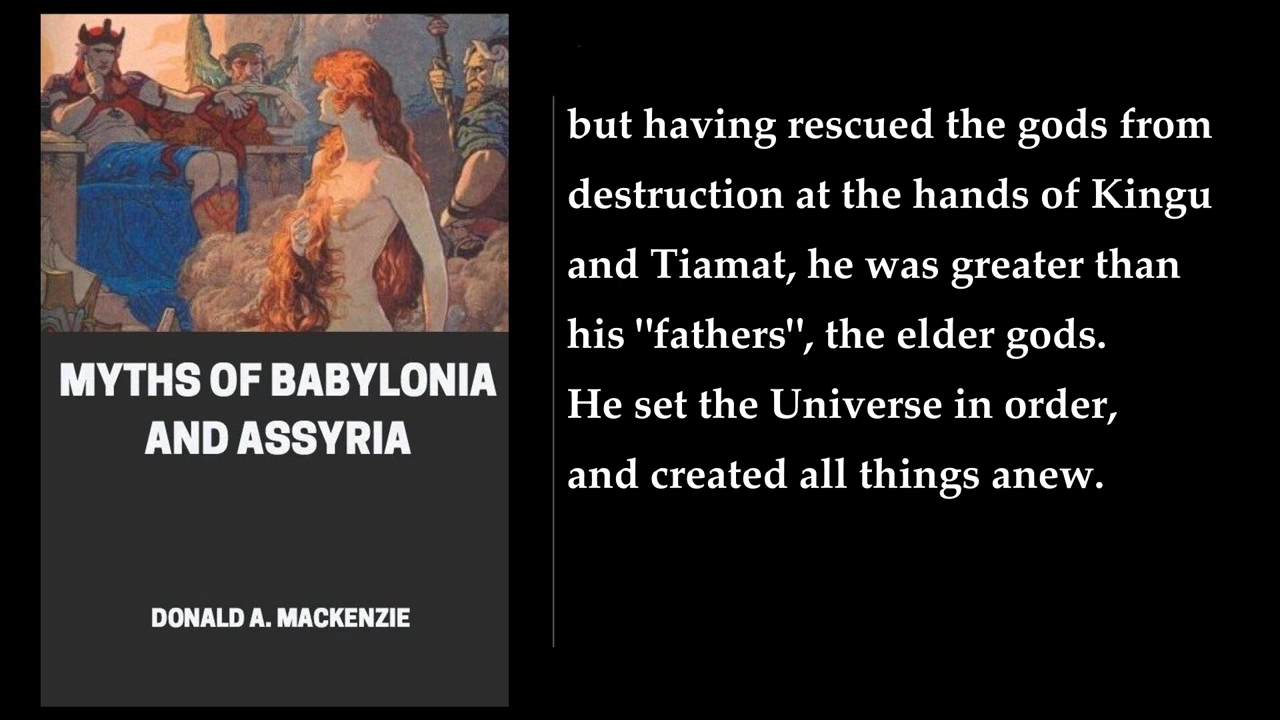 MYTHS OF BABYLONIA
AND ASSYRIA
DONALD A. MACKENZIE
but having rescued the gods from
destruction at the hands of Kingu
and Tiamat, he was greater than
his "fathers", the elder gods.
He set the Universe in order,
and created all things anew.